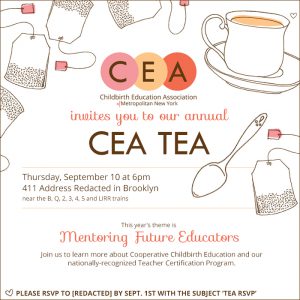 CEA
Childbirth Education Association
Metropolitan New York
invites you to our annual
CEA TEA
Thursday, September 10 at 6pm
411 Address Redacted in Brooklyn
near the B, Q, 2, 3, 4, 5 and LIRR trains
This year's theme is
Mentoring Future Educators
Join us to learn more about Cooperative Childbirth Education and our
nationally-recognized Teacher Certification Program.
PLEASE RSVP TO [REDACTED] BY SEPT. 1ST WITH THE SUBJECT 'TEA RSVP'